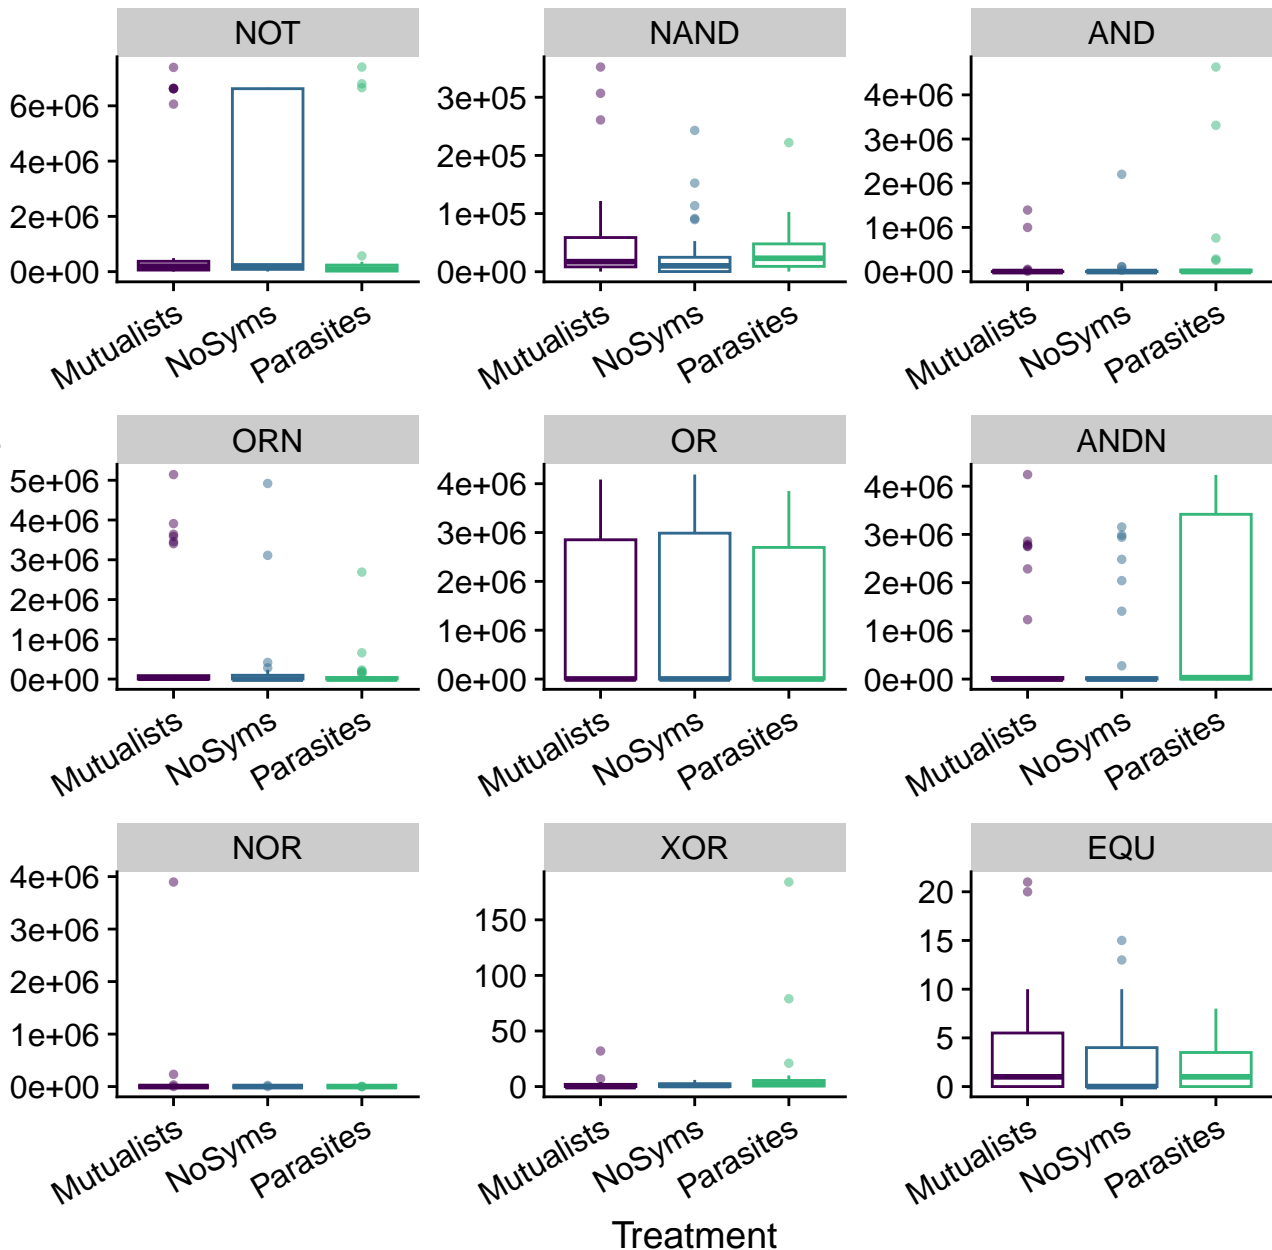 NOT
NAND
AND
6e+06
4e+06
2e+06
0e+00
3e+05
2e+05
1e+05
0e+00
4e+06
3e+06
2e+06
1e+06
0e+00
Mutualists
NoSyms
Parasites
Mutualists
NoSyms
Parasites
Mutualists
NoSyms
Parasites
ORN
OR
ANDN
5e+06
4e+06
3e+06
2e+06
1e+06
0e+00
4e+06
3e+06
2e+06
1e+06
0e+00
4e+06
3e+06
2e+06
1e+06
0e+00
Mutualists
NoSyms
Parasites
Mutualists
NoSyms
Parasites
Mutualists
NoSyms
Parasites
NOR
XOR
EQU
4e+06
3e+06
2e+06
1e+06
0e+00
150
100
50
0
20
15
10
5
0
Mutualists
NoSyms
Parasites
Mutualists
NoSyms
Parasites
Mutualists
NoSyms
Parasites
Treatment